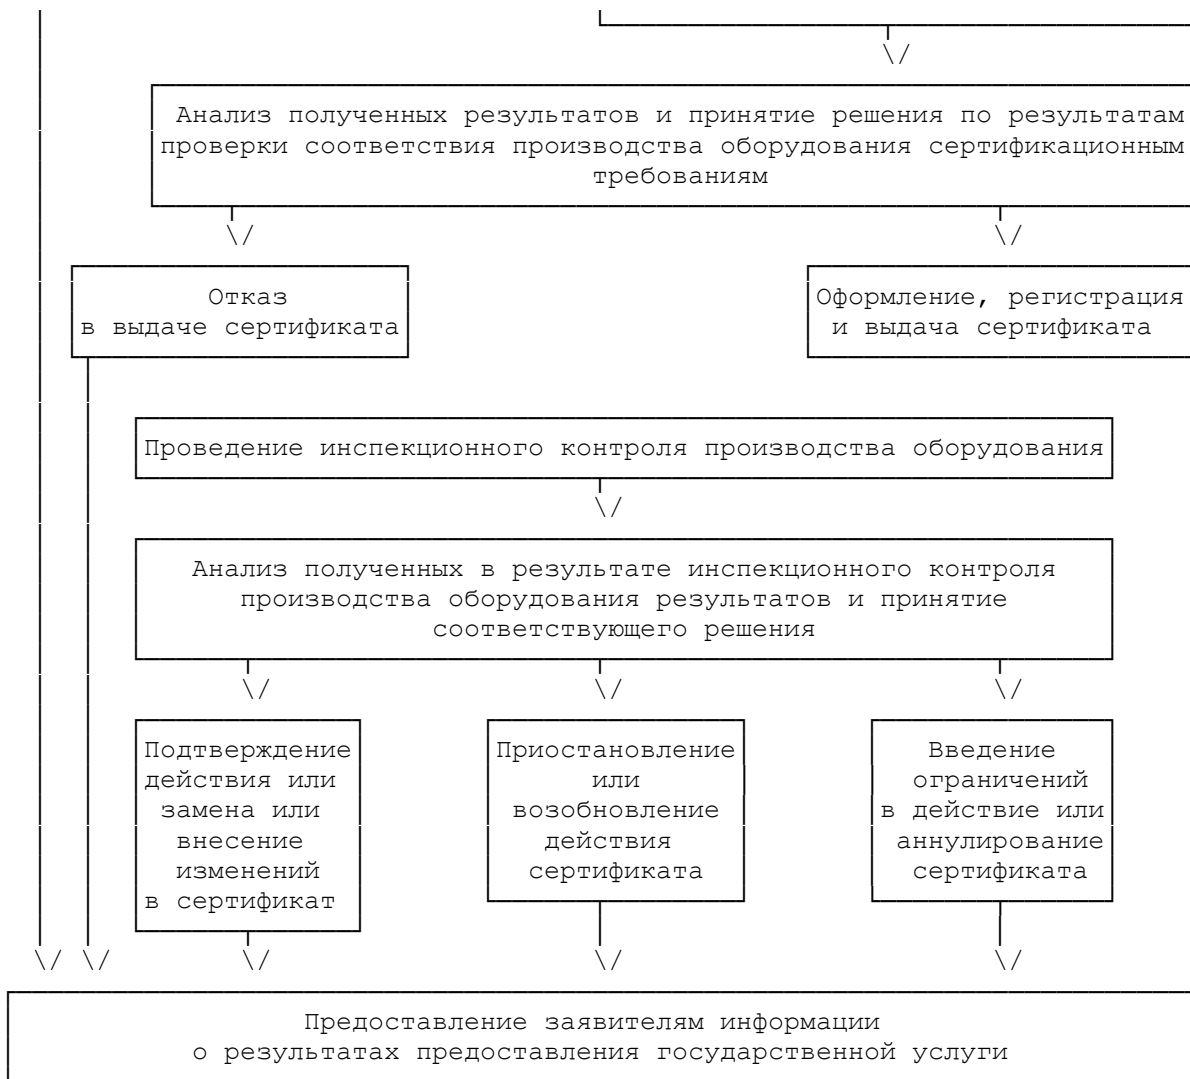 Анализ полученных результатов и принятие решения по результатам
проверки соответствия производства оборудования сертификационным
требованиям
Отказ
в выдаче сертификата
Оформление, регистрация
и выдача сертификата
Проведение инспекционного контроля производства оборудования
Анализ полученных в результате инспекционного контроля
производства оборудования результатов и принятие
соответствующего решения
Подтверждение
действия или
замена или
внесение
изменений
в сертификат
Приостановление
или
возобновление
действия
сертификата
Введение
ограничений
в действие или
аннулирование
сертификата
Предоставление заявителям информации
о результатах предоставления государственной услуги